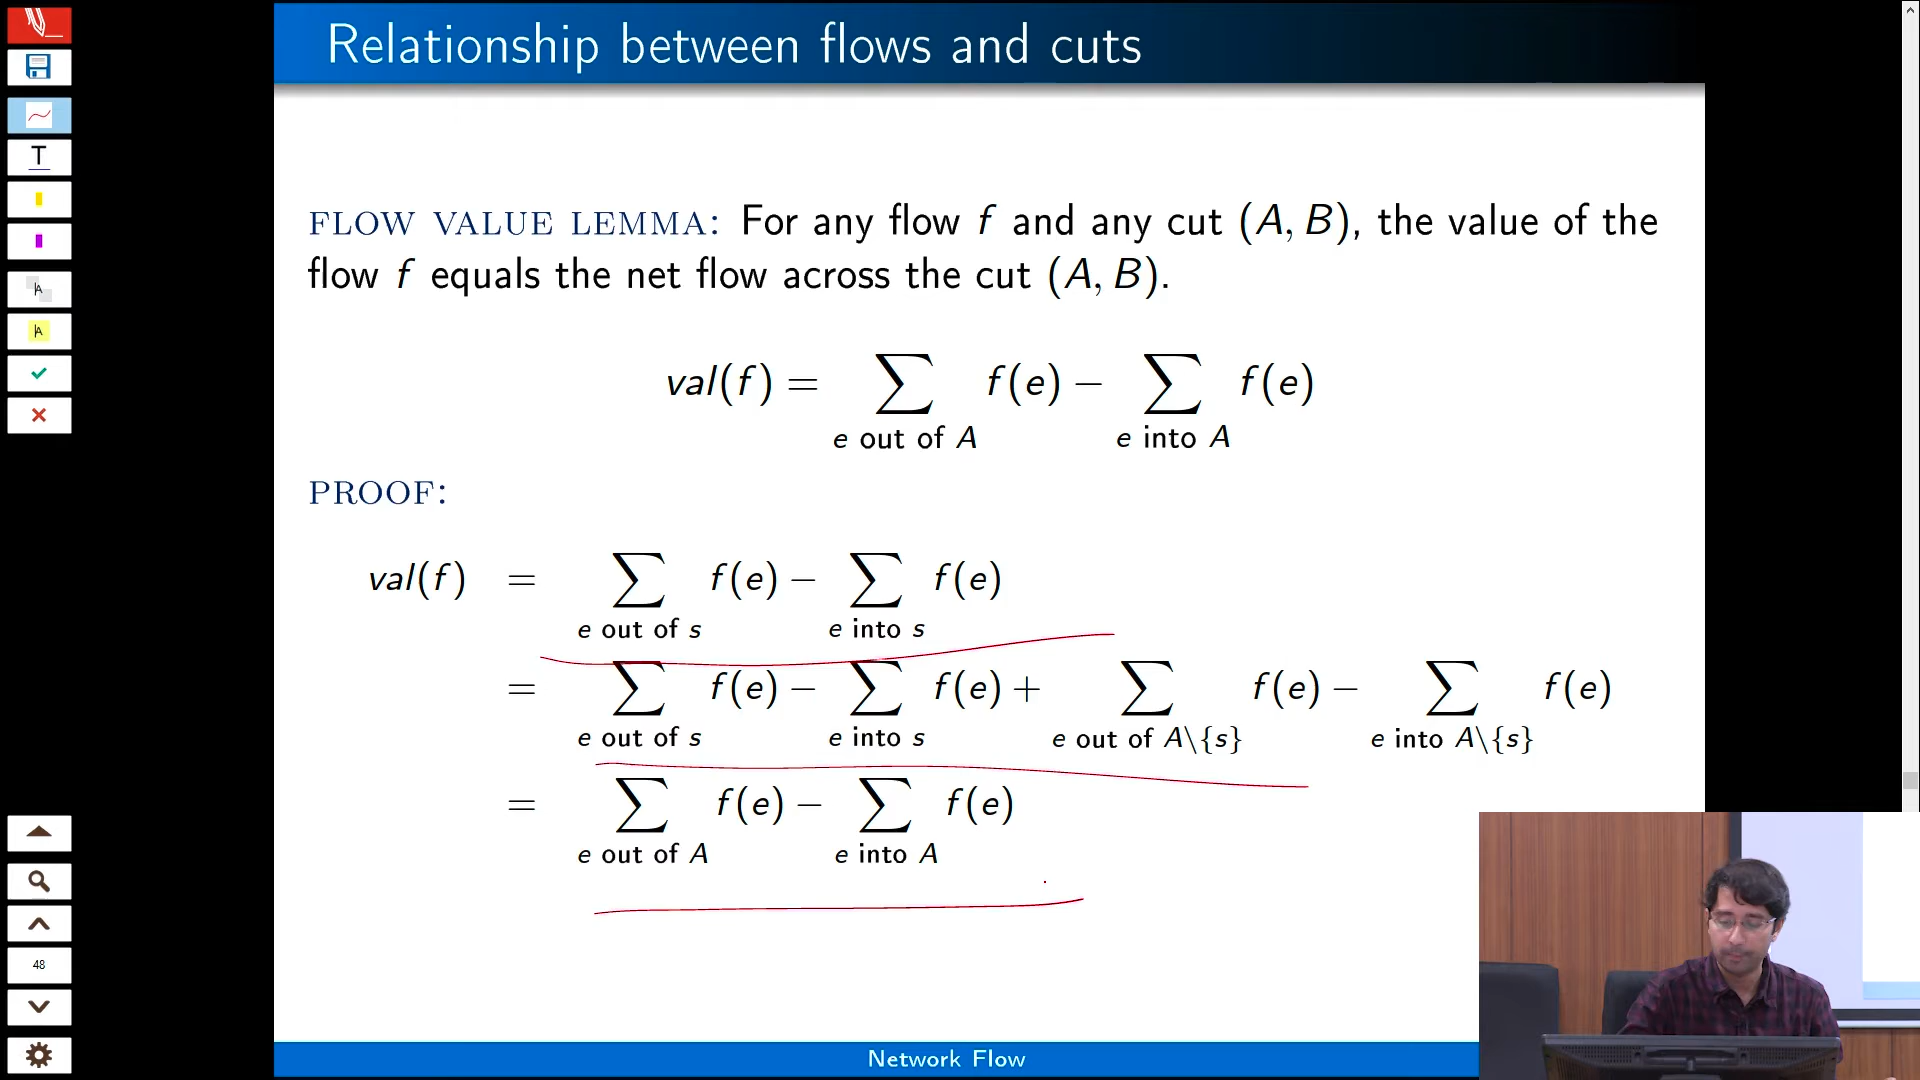 Relationship between flows and cuts
FLOW VALUE LEMMA: For any flow f and any cut (A, B), the value of the
flow f equals the net flow across the cut (A, B).
val(f) = ∑ f(e) − ∑ f(e)
e out of A e into A
PROOF:
val(f) = ∑ f(e) − ∑ f(e)
e out of s e into s
= ∑ f(e) − ∑ f(e) + ∑ f(e) − ∑ f(e)
e out of s e into s e out of A\{s} e into A\{s}
= ∑ f(e) − ∑ f(e)
e out of A e into A
Network Flow
T
A
A
48